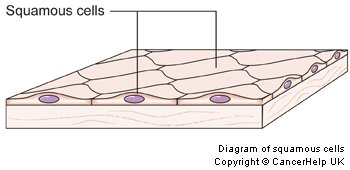 Squamous cells
Diagram of squamous cells
Copyright © CancerHelp UK